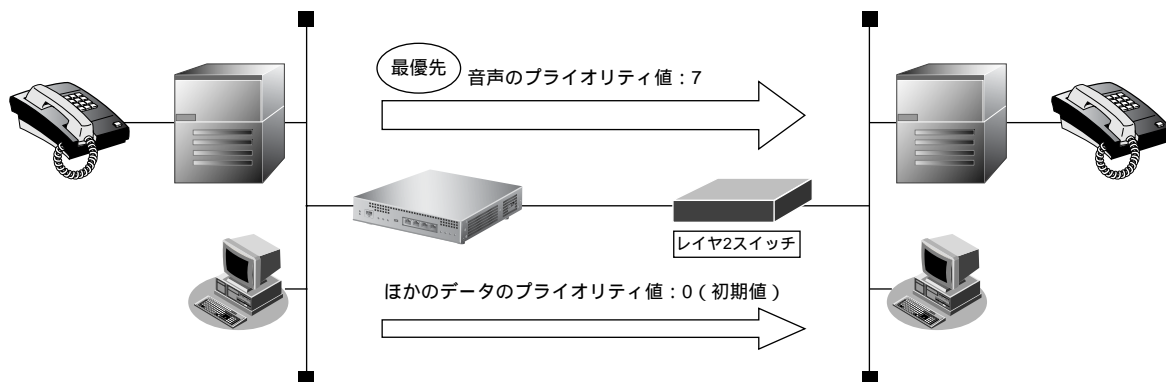 最優先
音声のプライオリティ値：7
レイヤ2スイッチ
ほかのデータのプライオリティ値：0（初期値）